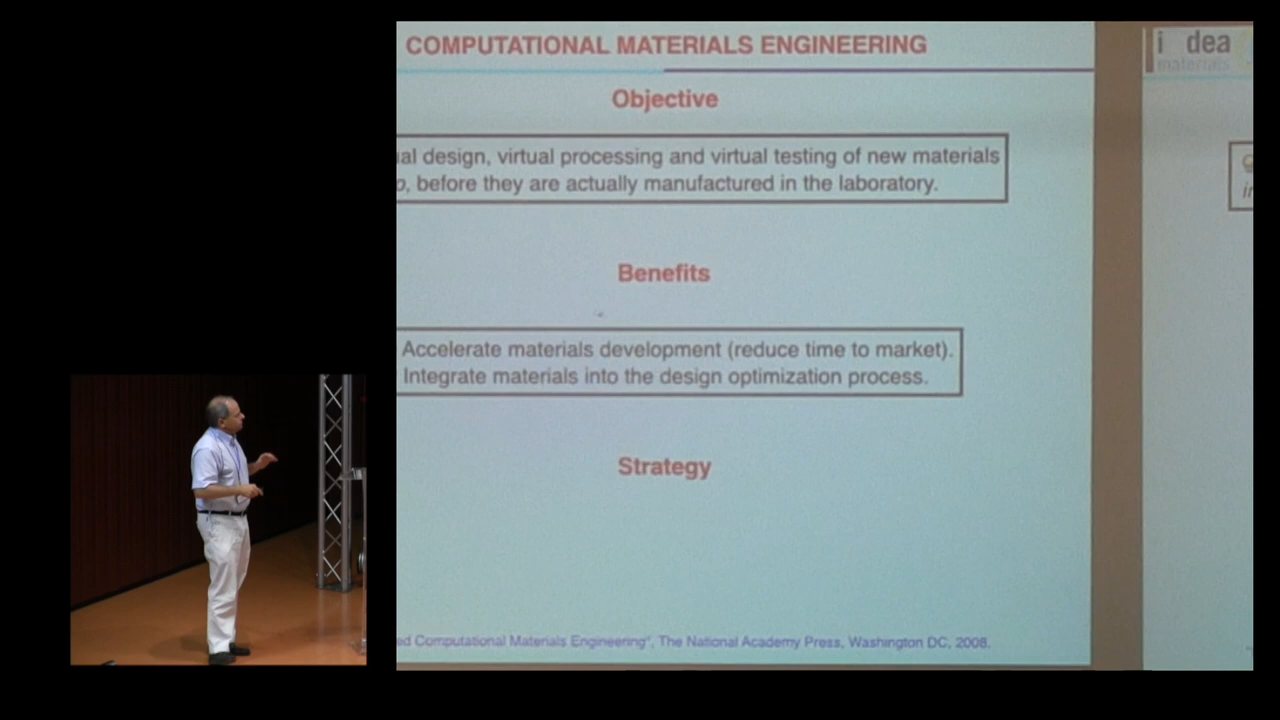 COMPUTATIONAL MATERIALS ENGINEERING
i dea
materials
Objective
al design, virtual processing and virtual testing of new materials
o, before they are actually manufactured in the laboratory.
Benefits
Accelerate materials development (reduce time to market).
Integrate materials into the design optimization process.
Strategy
ed Computational Materials Engineering", The National Academy Press, Washington DC, 2008.